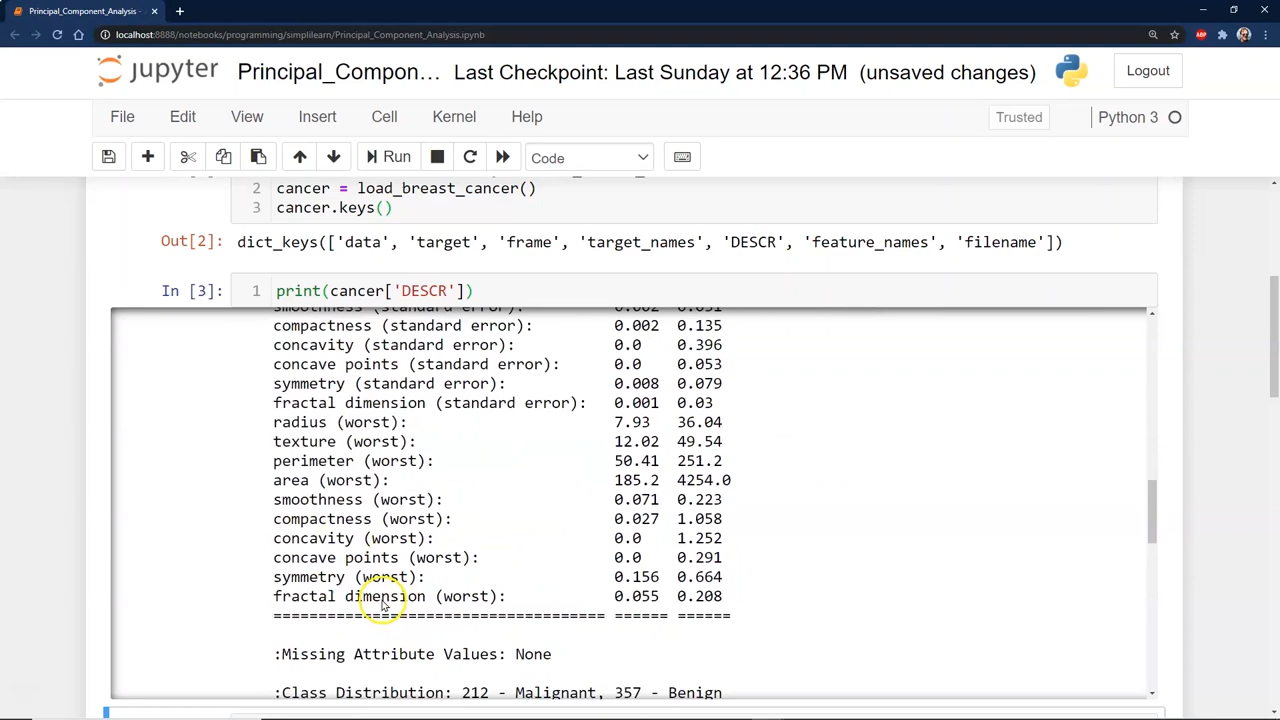 Principal_Component_Analysis -
localhost:8888/notebooks/programming/simplilearn/Principal_Component_Analysis.ipynb
ABP
jupyter Principal_Compon... Last Checkpoint: Last Sunday at 12:36 PM (unsaved changes) Logout
File Edit View Insert Cell Kernel Help Trusted Python 3
Run Code
2 cancer = load_breast_cancer()
3 cancer.keys()
Out[2]: dict_keys(['data', 'target', 'frame', 'target_names', 'DESCR', 'feature_names', 'filename'])
In [3]: 1 print(cancer['DESCR'])
smoothness (standard error): 0.002 0.031
compactness (standard error): 0.002 0.135
concavity (standard error): 0.0 0.396
concave points (standard error): 0.0 0.053
symmetry (standard error): 0.008 0.079
fractal dimension (standard error): 0.001 0.03
radius (worst): 7.93 36.04
texture (worst): 12.02 49.54
perimeter (worst): 50.41 251.2
area (worst): 185.2 4254.0
smoothness (worst): 0.071 0.223
compactness (worst): 0.027 1.058
concavity (worst): 0.0 1.252
concave points (worst): 0.0 0.291
symmetry (worst): 0.156 0.664
fractal dimension (worst): 0.055 0.208
===================================== ====== ======
:Missing Attribute Values: None
:Class Distribution: 212 - Malignant, 357 - Benign